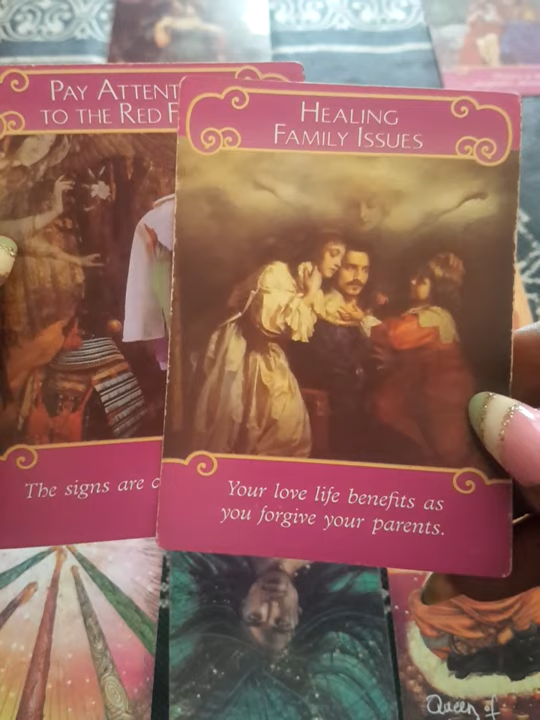 PAY ATTENT
TO THE RED F
HEALING
FAMILY ISSUES
The signs are c
Your love life benefits as
you forgive your parents.
Queen of